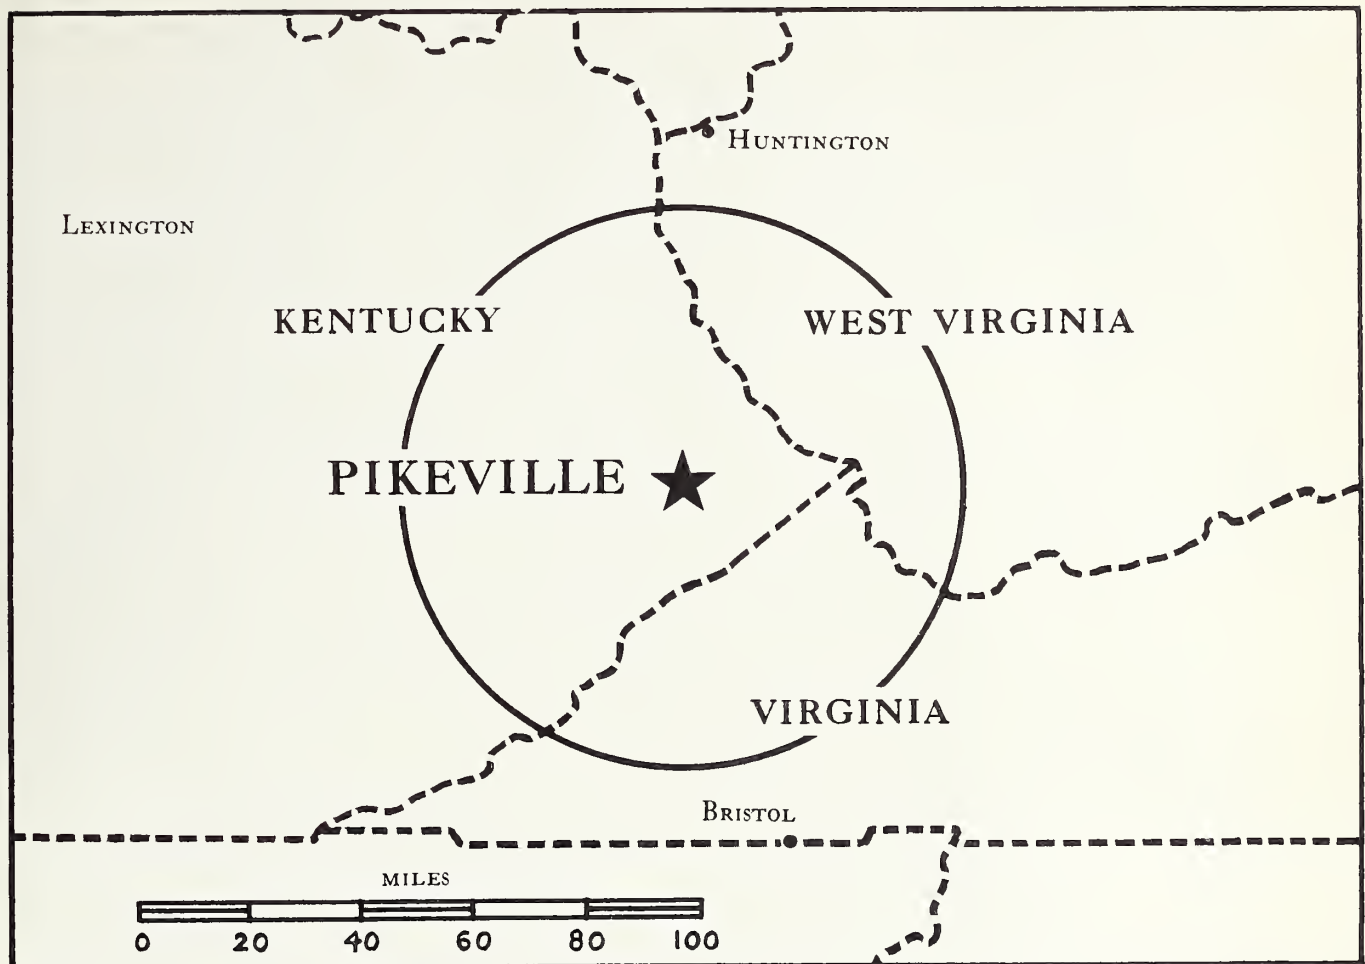 HUNTINGTON
LEXINGTON
KENTUCKY
WEST VIRGINIA
PIKEVILLE
VIRGINIA
BRISTOL
MILES
0 20 40 60 80 100